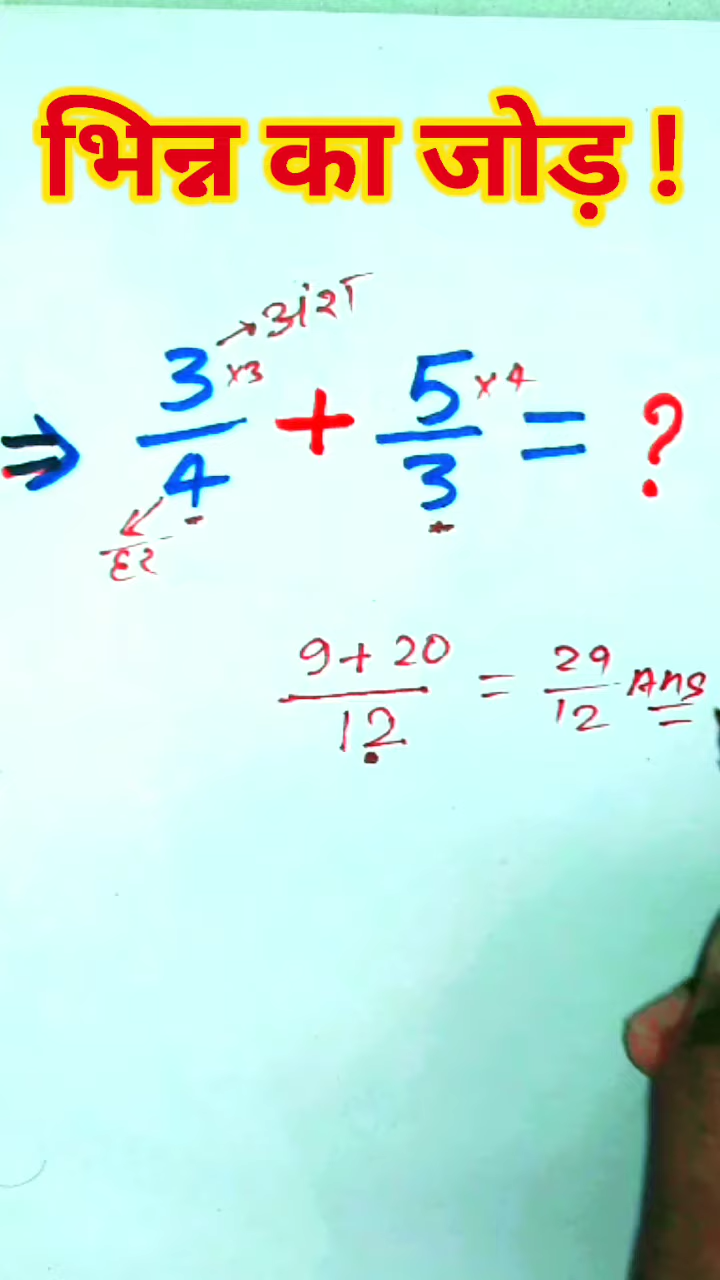 भिन्न का जोड़ !
→ अंश
⇒ 3/4 ×3 + 5/3 ×4 = ?
हर
9+20/12 = 29/12 Ans